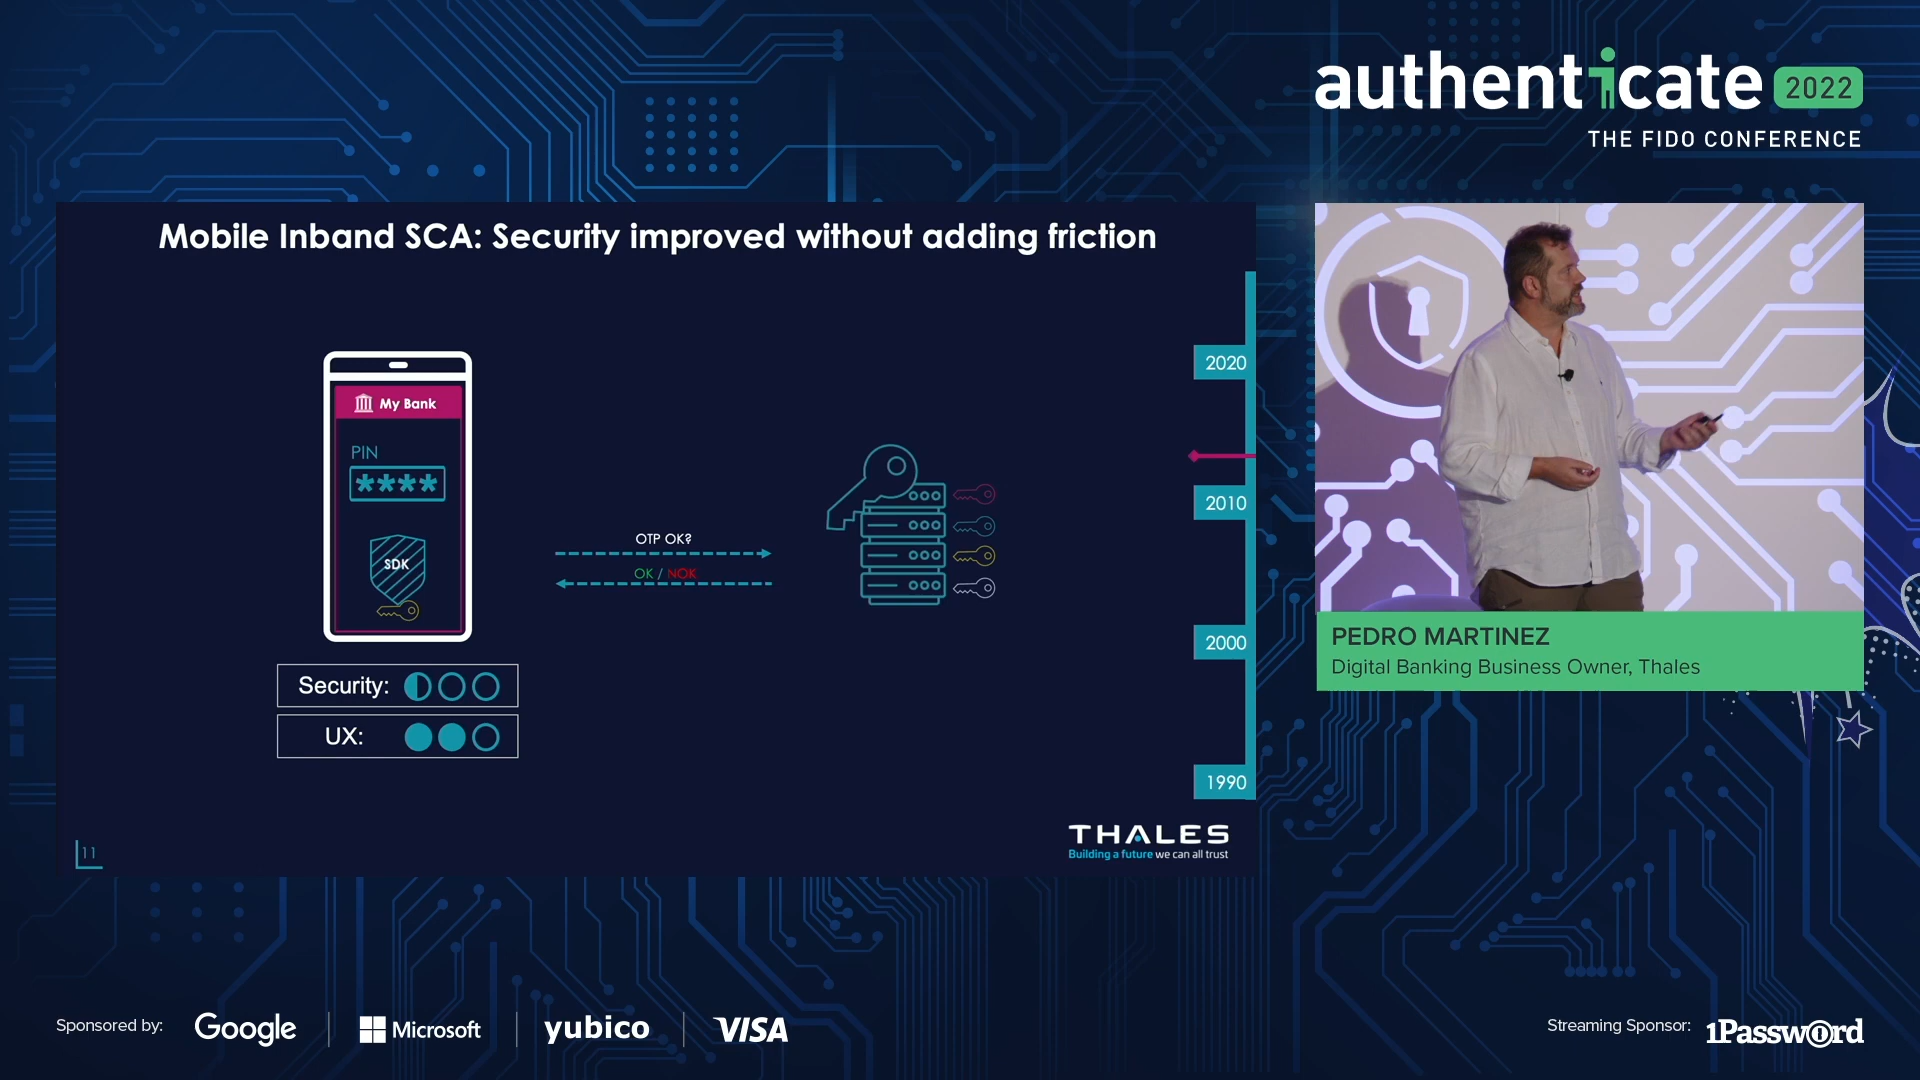 authenticate 2022
THE FIDO CONFERENCE
Mobile Inband SCA: Security improved without adding friction
My Bank
PIN
****
SDK
OTP OK?
OK / NOK
Security:
UX:
2020
2010
2000
1990
THALES
Building a future we can all trust
11
PEDRO MARTINEZ
Digital Banking Business Owner, Thales
Sponsored by:
Google
Microsoft
yubico
VISA
Streaming Sponsor:
1Password